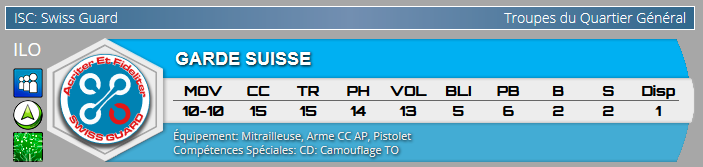 ISC: Swiss Guard
Troupes du Quartier Général
ILO
Acriter Et Fideliter
SWISS GUARD
GARDE SUISSE
MOV CC TR PH VOL BLI PB B S Disp
10-10 15 15 14 13 5 6 2 2 1
Équipement: Mitrailleuse, Arme CC AP, Pistolet
Compétences Spéciales: CD: Camouflage TO